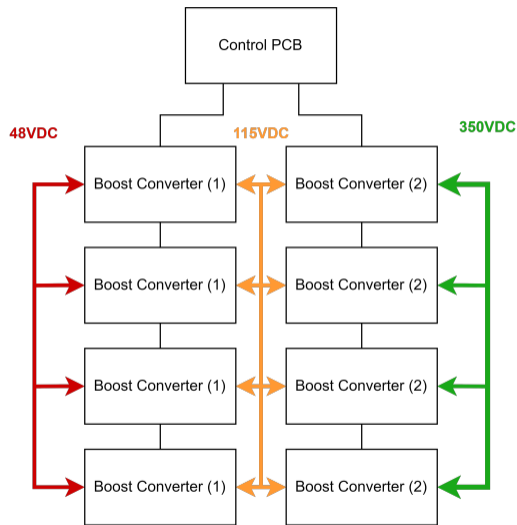 Control PCB
48VDC
115VDC
350VDC
Boost Converter (1)
Boost Converter (2)
Boost Converter (1)
Boost Converter (2)
Boost Converter (1)
Boost Converter (2)
Boost Converter (1)
Boost Converter (2)